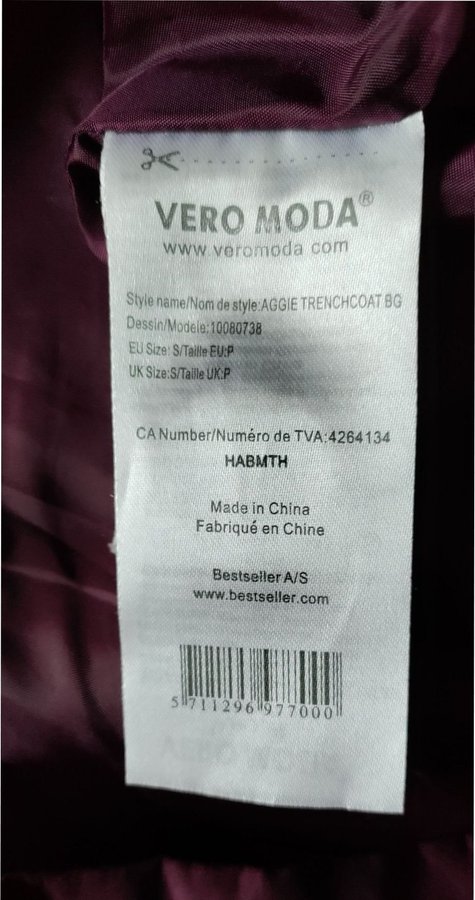 VERO MODA®
www.veromoda com
Style name/Nom de style:AGGIE TRENCHCOAT BG
Dessin/Modele:10080738
EU Size: S/Taille EU:P
UK Size:S/Taille UK:P
CA Number/Numéro de TVA:4264134
HABMTH
Made in China
Fabriqué en Chine
Bestseller A/S
www.bestseller.com
5 711296 977000